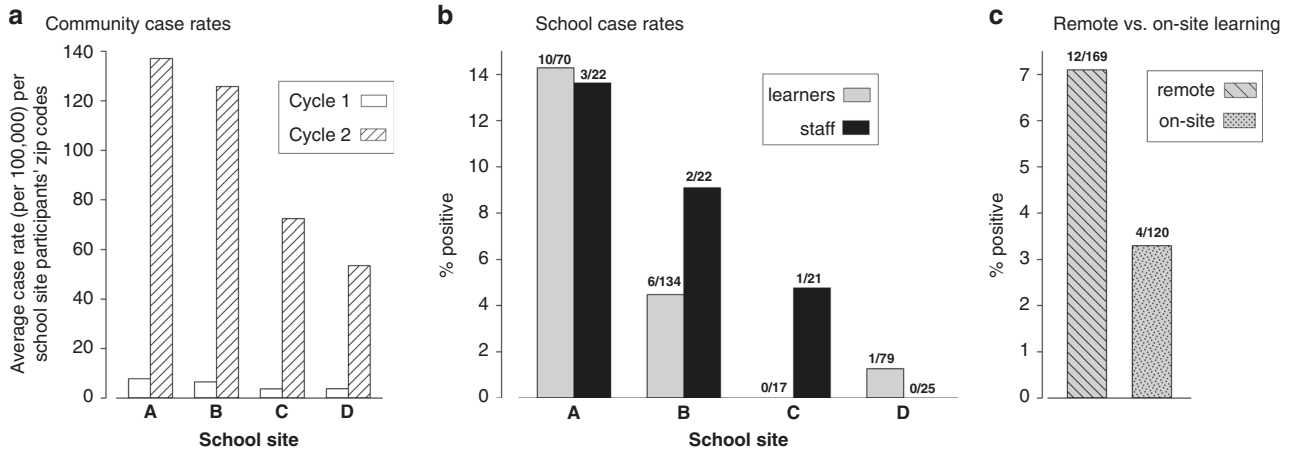 a Community case rates
Average case rate (per 100,000) per
school site participants' zip codes
140
120
100
80
60
40
20
0
Cycle 1
Cycle 2
A B C D
School site
b School case rates
% positive
14
12
10
8
6
4
2
0
10/70
3/22
6/134
2/22
0/17
1/21
1/79
0/25
learners
staff
A B C D
School site
c Remote vs. on-site learning
% positive
7
6
5
4
3
2
1
0
12/169
4/120
remote
on-site